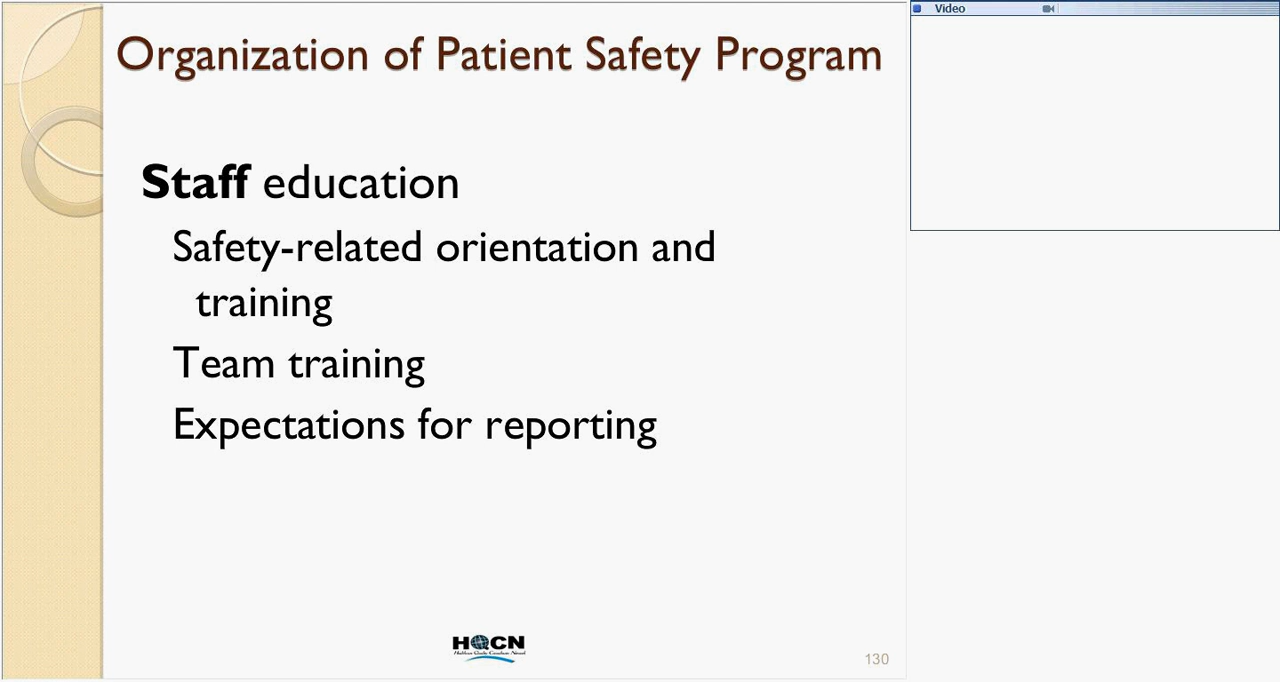 Video
Organization of Patient Safety Program
Staff education
Safety-related orientation and
training
Team training
Expectations for reporting
HQCN
130